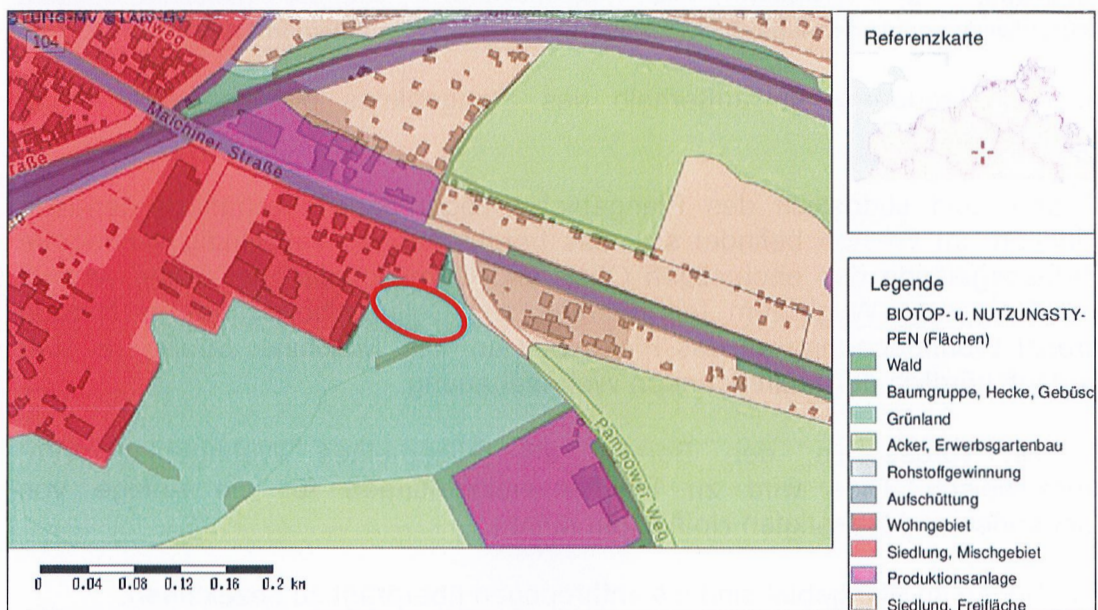 104
Malchiner Straße
raße
Pampower Weg
0 0.04 0.08 0.12 0.16 0.2 km
Referenzkarte
Legende
BIOTOP- u. NUTZUNGSTY-
PEN (Flächen)
Wald
Baumgruppe, Hecke, Gebüsc
Grünland
Acker, Erwerbsgartenbau
Rohstoffgewinnung
Aufschüttung
Wohngebiet
Siedlung, Mischgebiet
Produktionsanlage
Siedlung, Freifläche